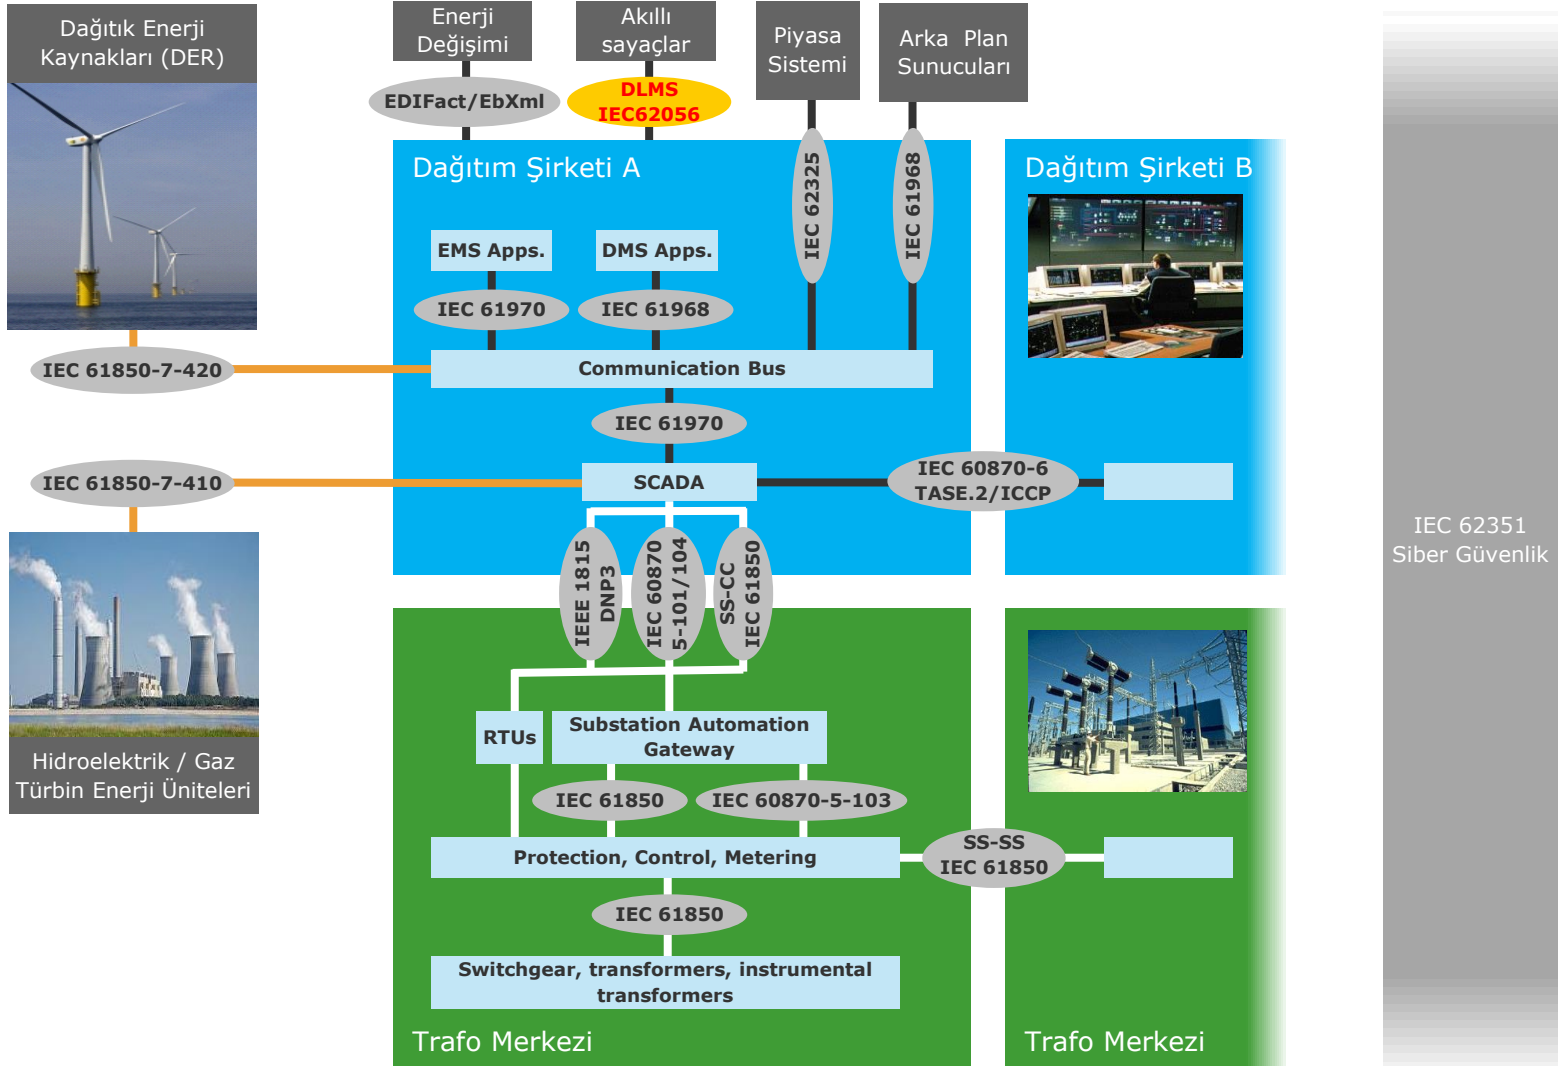 Dağıtık Enerji
Kaynakları (DER)
Enerji
Değişimi
Akıllı
sayaçlar
Piyasa
Sistemi
Arka Plan
Sunucuları
EDIFact/EbXml
DLMS
IEC62056
Dağıtım Şirketi A
IEC 62325
IEC 61968
Dağıtım Şirketi B
EMS Apps.
DMS Apps.
IEC 61970
IEC 61968
IEC 61850-7-420
Communication Bus
IEC 61970
IEC 61850-7-410
SCADA
IEC 60870-6
TASE.2/ICCP
IEC 62351
Siber Güvenlik
IEEE 1815
DNP3
IEC 60870
5-101/104
SS-CC
IEC 61850
RTUs
Substation Automation
Gateway
Hidroelektrik / Gaz
Türbin Enerji Üniteleri
IEC 61850
IEC 60870-5-103
Protection, Control, Metering
SS-SS
IEC 61850
IEC 61850
Switchgear, transformers, instrumental
transformers
Trafo Merkezi
Trafo Merkezi